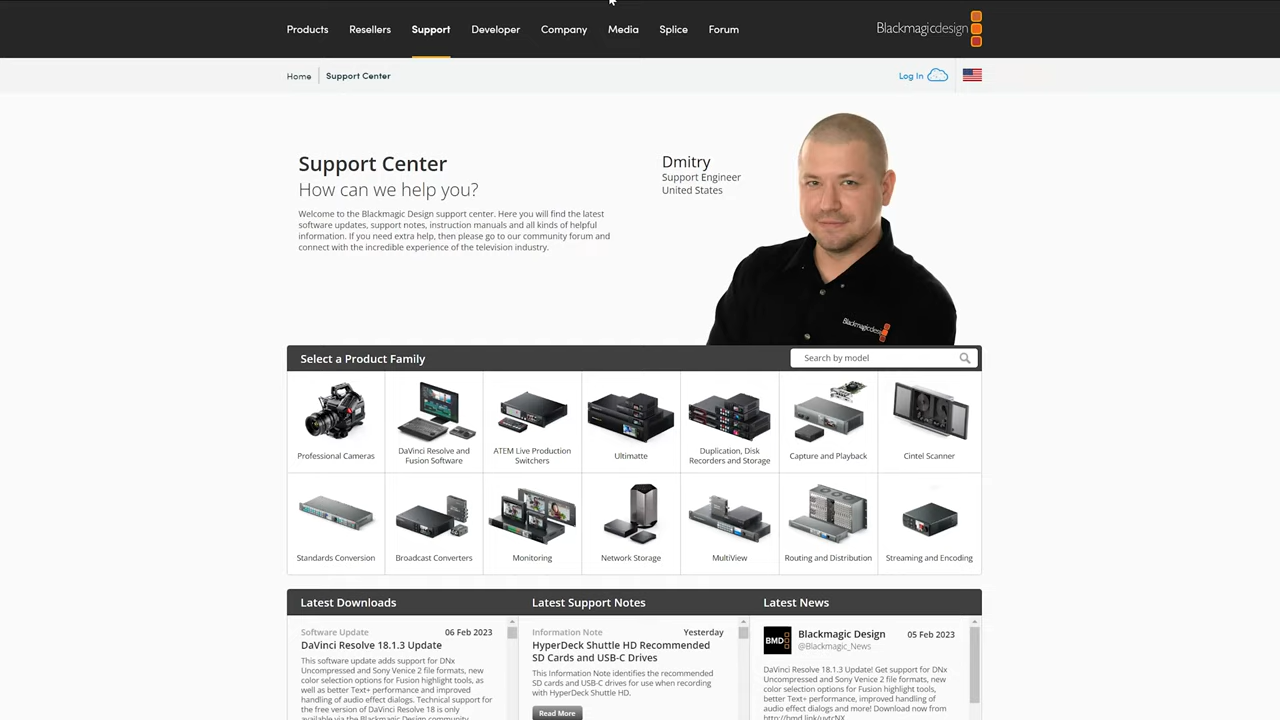 Products Resellers Support Developer Company Media Splice Forum
Blackmagicdesign
Home Support Center
Log In
Support Center
How can we help you?
Welcome to the Blackmagic Design support center. Here you will find the latest
software updates, support notes, instruction manuals and all kinds of helpful
information. If you need extra help, then please go to our community forum and
connect with the incredible experience of the television industry.
Dmitry
Support Engineer
United States
Blackmagicdesign
Select a Product Family
Search by model
Professional Cameras
DaVinci Resolve and
Fusion Software
ATEM Live Production
Switchers
Ultimatte
Duplication, Disk
Recorders and Storage
Capture and Playback
Cintel Scanner
Standards Conversion
Broadcast Converters
Monitoring
Network Storage
MultiView
Routing and Distribution
Streaming and Encoding
Latest Downloads
Software Update 06 Feb 2023
DaVinci Resolve 18.1.3 Update
This software update adds support for DNx
Uncompressed and Sony Venice 2 file formats, new
color selection options for Fusion highlight tools, as
well as better Text+ performance and improved
handling of audio effect dialogs. Technical support for
the free version of DaVinci Resolve 18 is only
available via the Blackmagic Design community
Latest Support Notes
Information Note Yesterday
HyperDeck Shuttle HD Recommended
SD Cards and USB-C Drives
This Information Note identifies the recommended
SD cards and USB-C drives for use when recording
with HyperDeck Shuttle HD.
Read More
Latest News
BMD
Blackmagic Design 05 Feb 2023
@Blackmagic_News
DaVinci Resolve 18.1.3 Update! Get support for DNx
Uncompressed and Sony Venice 2 file formats, new
color selection options for Fusion highlight tools,
better Text+ performance, improved handling of
audio effect dialogs and more! Download now from